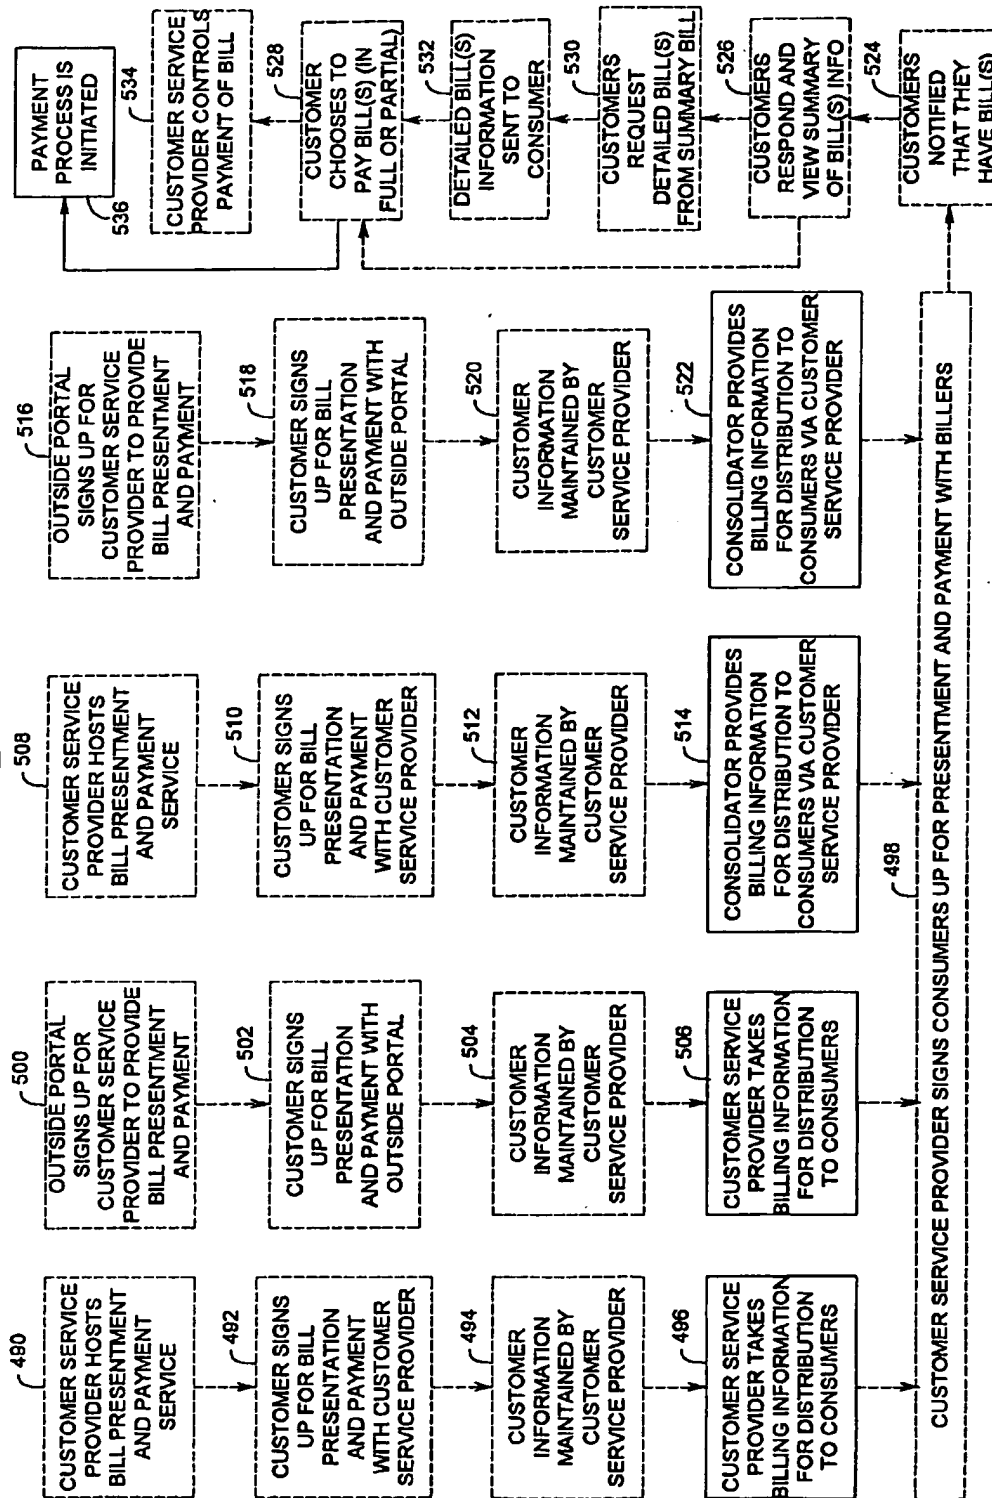 490
CUSTOMER SERVICE
PROVIDER HOSTS
BILL PRESENTMENT
AND PAYMENT
SERVICE
492
CUSTOMER SIGNS
UP FOR BILL
PRESENTATION
AND PAYMENT
WITH CUSTOMER
SERVICE PROVIDER
494
CUSTOMER
INFORMATION
MAINTAINED BY
CUSTOMER
SERVICE PROVIDER
496
CUSTOMER SERVICE
PROVIDER TAKES
BILLING INFORMATION
FOR DISTRIBUTION
TO CONSUMERS
500
OUTSIDE PORTAL
SIGNS UP FOR
CUSTOMER SERVICE
PROVIDER TO PROVIDE
BILL PRESENTMENT
AND PAYMENT
502
CUSTOMER SIGNS
UP FOR BILL
PRESENTATION
AND PAYMENT WITH
OUTSIDE PORTAL
504
CUSTOMER
INFORMATION
MAINTAINED BY
CUSTOMER
SERVICE PROVIDER
506
CUSTOMER SERVICE
PROVIDER TAKES
BILLING INFORMATION
FOR DISTRIBUTION
TO CONSUMERS
508
CUSTOMER SERVICE
PROVIDER HOSTS
BILL PRESENTMENT
AND PAYMENT
SERVICE
510
CUSTOMER SIGNS
UP FOR BILL
PRESENTATION
AND PAYMENT
WITH CUSTOMER
SERVICE PROVIDER
512
CUSTOMER
INFORMATION
MAINTAINED BY
CUSTOMER
SERVICE PROVIDER
514
CONSOLIDATOR PROVIDES
BILLING INFORMATION
FOR DISTRIBUTION TO
CONSUMERS VIA CUSTOMER
SERVICE PROVIDER
516
OUTSIDE PORTAL
SIGNS UP FOR
CUSTOMER SERVICE
PROVIDER TO PROVIDE
BILL PRESENTMENT
AND PAYMENT
518
CUSTOMER SIGNS
UP FOR BILL
PRESENTATION
AND PAYMENT WITH
OUTSIDE PORTAL
520
CUSTOMER
INFORMATION
MAINTAINED BY
CUSTOMER
SERVICE PROVIDER
522
CONSOLIDATOR PROVIDES
BILLING INFORMATION
FOR DISTRIBUTION TO
CONSUMERS VIA CUSTOMER
SERVICE PROVIDER
498
CUSTOMER SERVICE PROVIDER SIGNS CONSUMERS UP FOR PRESENTMENT AND PAYMENT WITH BILLERS
524
CUSTOMERS
NOTIFIED
THAT THEY
HAVE BILL(S)
526
CUSTOMERS
RESPOND AND
VIEW SUMMARY
OF BILL(S) INFO
530
CUSTOMERS
REQUEST
DETAILED BILL(S)
FROM SUMMARY BILL
532
DETAILED BILL(S)
INFORMATION
SENT TO
CONSUMER
528
CUSTOMER
CHOOSES TO
PAY BILL(S) (IN
FULL OR PARTIAL)
534
CUSTOMER SERVICE
PROVIDER CONTROLS
PAYMENT OF BILL
PAYMENT
PROCESS IS
INITIATED
536